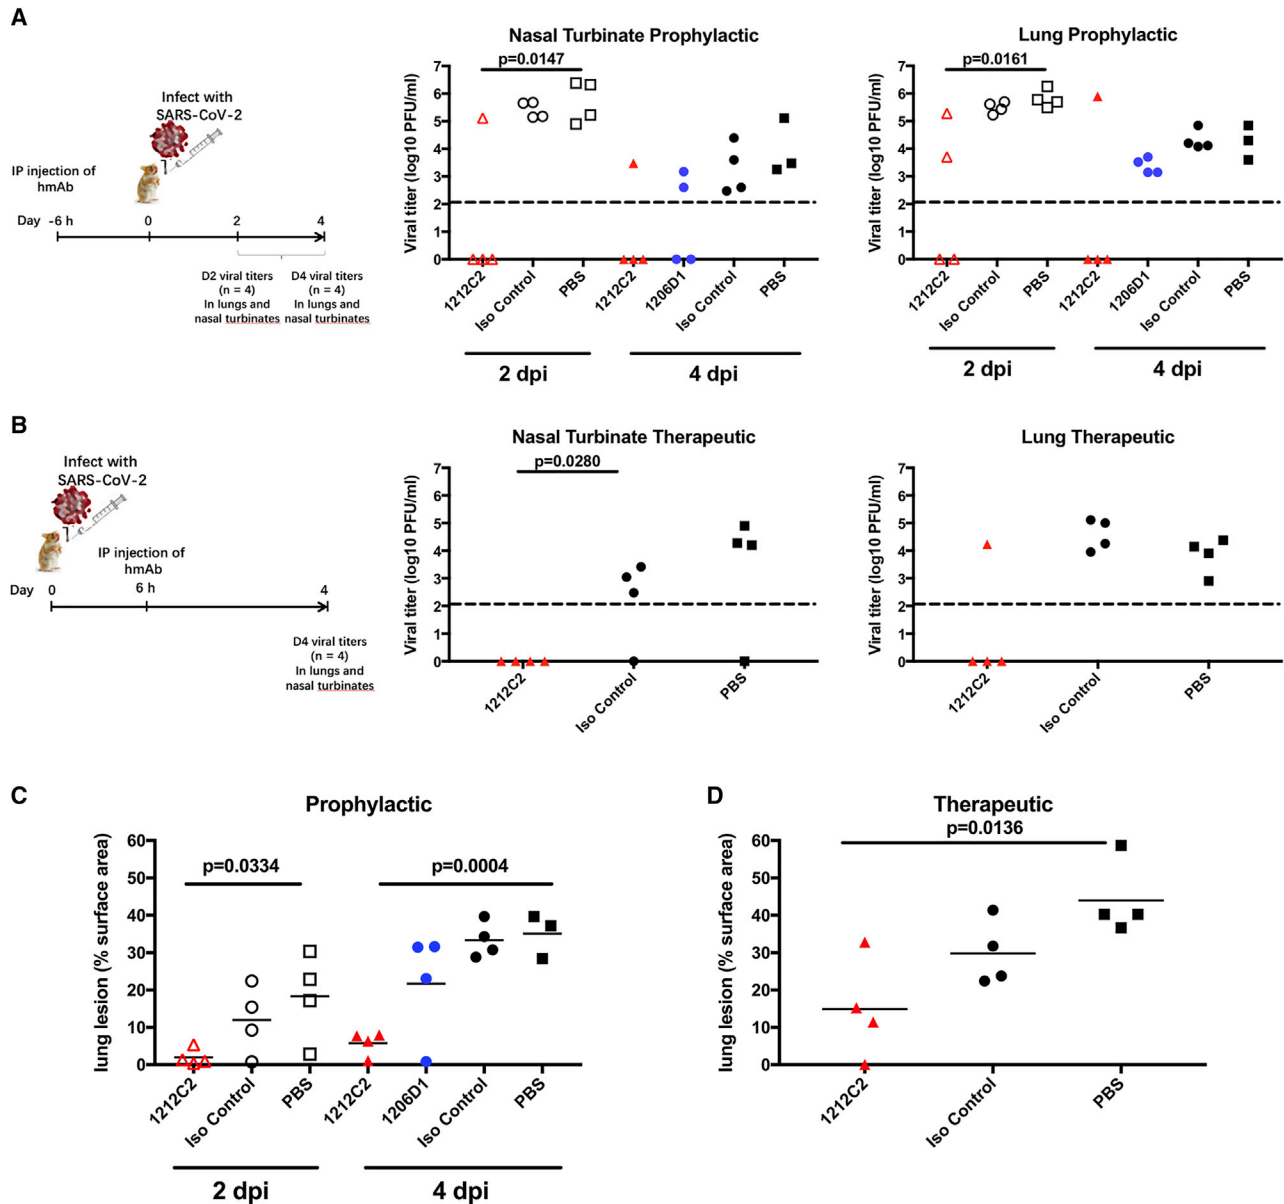 A
Infect with
SARS-CoV-2
IP injection of
hmAb
Day -6 h 0 2 4
D2 viral titers
(n = 4)
In lungs and
nasal turbinates
D4 viral titers
(n = 4)
In lungs and
nasal turbinates
Nasal Turbinate Prophylactic
p=0.0147
Viral titer (log10 PFU/ml)
7
6
5
4
3
2
1
0
1212C2
Iso Control
PBS
1212C2
1206D1
Iso Control
PBS
2 dpi
4 dpi
Lung Prophylactic
p=0.0161
Viral titer (log10 PFU/ml)
7
6
5
4
3
2
1
0
1212C2
Iso Control
PBS
1212C2
1206D1
Iso Control
PBS
2 dpi
4 dpi
B
Infect with
SARS-CoV-2
IP injection of
hmAb
Day 0 6 h 4
D4 viral titers
(n = 4)
In lungs and
nasal turbinates
Nasal Turbinate Therapeutic
p=0.0280
Viral titer (log10 PFU/ml)
7
6
5
4
3
2
1
0
1212C2
Iso Control
PBS
Lung Therapeutic
Viral titer (log10 PFU/ml)
7
6
5
4
3
2
1
0
1212C2
Iso Control
PBS
C
Prophylactic
p=0.0334
p=0.0004
lung lesion (% surface area)
60
50
40
30
20
10
0
1212C2
Iso Control
PBS
1212C2
1206D1
Iso Control
PBS
2 dpi
4 dpi
D
Therapeutic
p=0.0136
lung lesion (% surface area)
60
50
40
30
20
10
0
1212C2
Iso Control
PBS